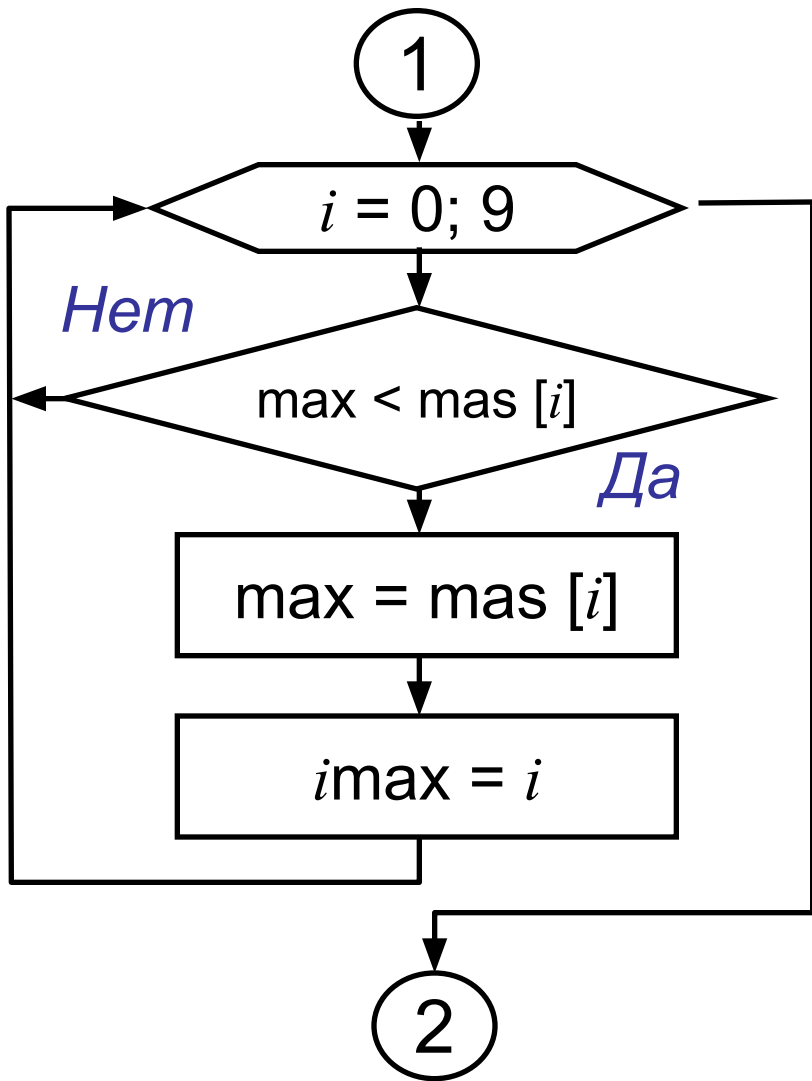 1
i = 0; 9
Нет
max < mas [i]
Да
max = mas [i]
imax = i
2